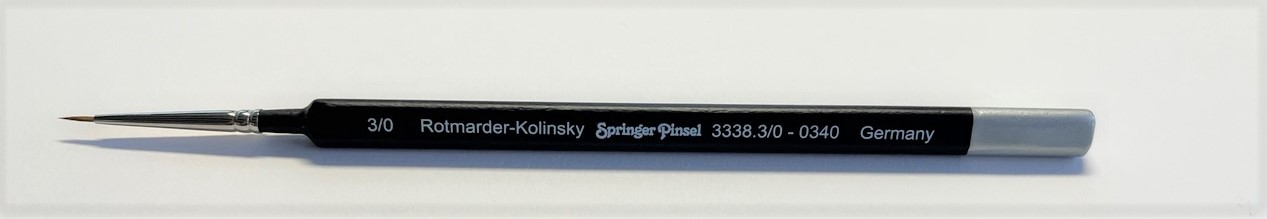 3/0 Rotmarder-Kolinsky Springer Pinsel 3338.3/0 - 0340 Germany